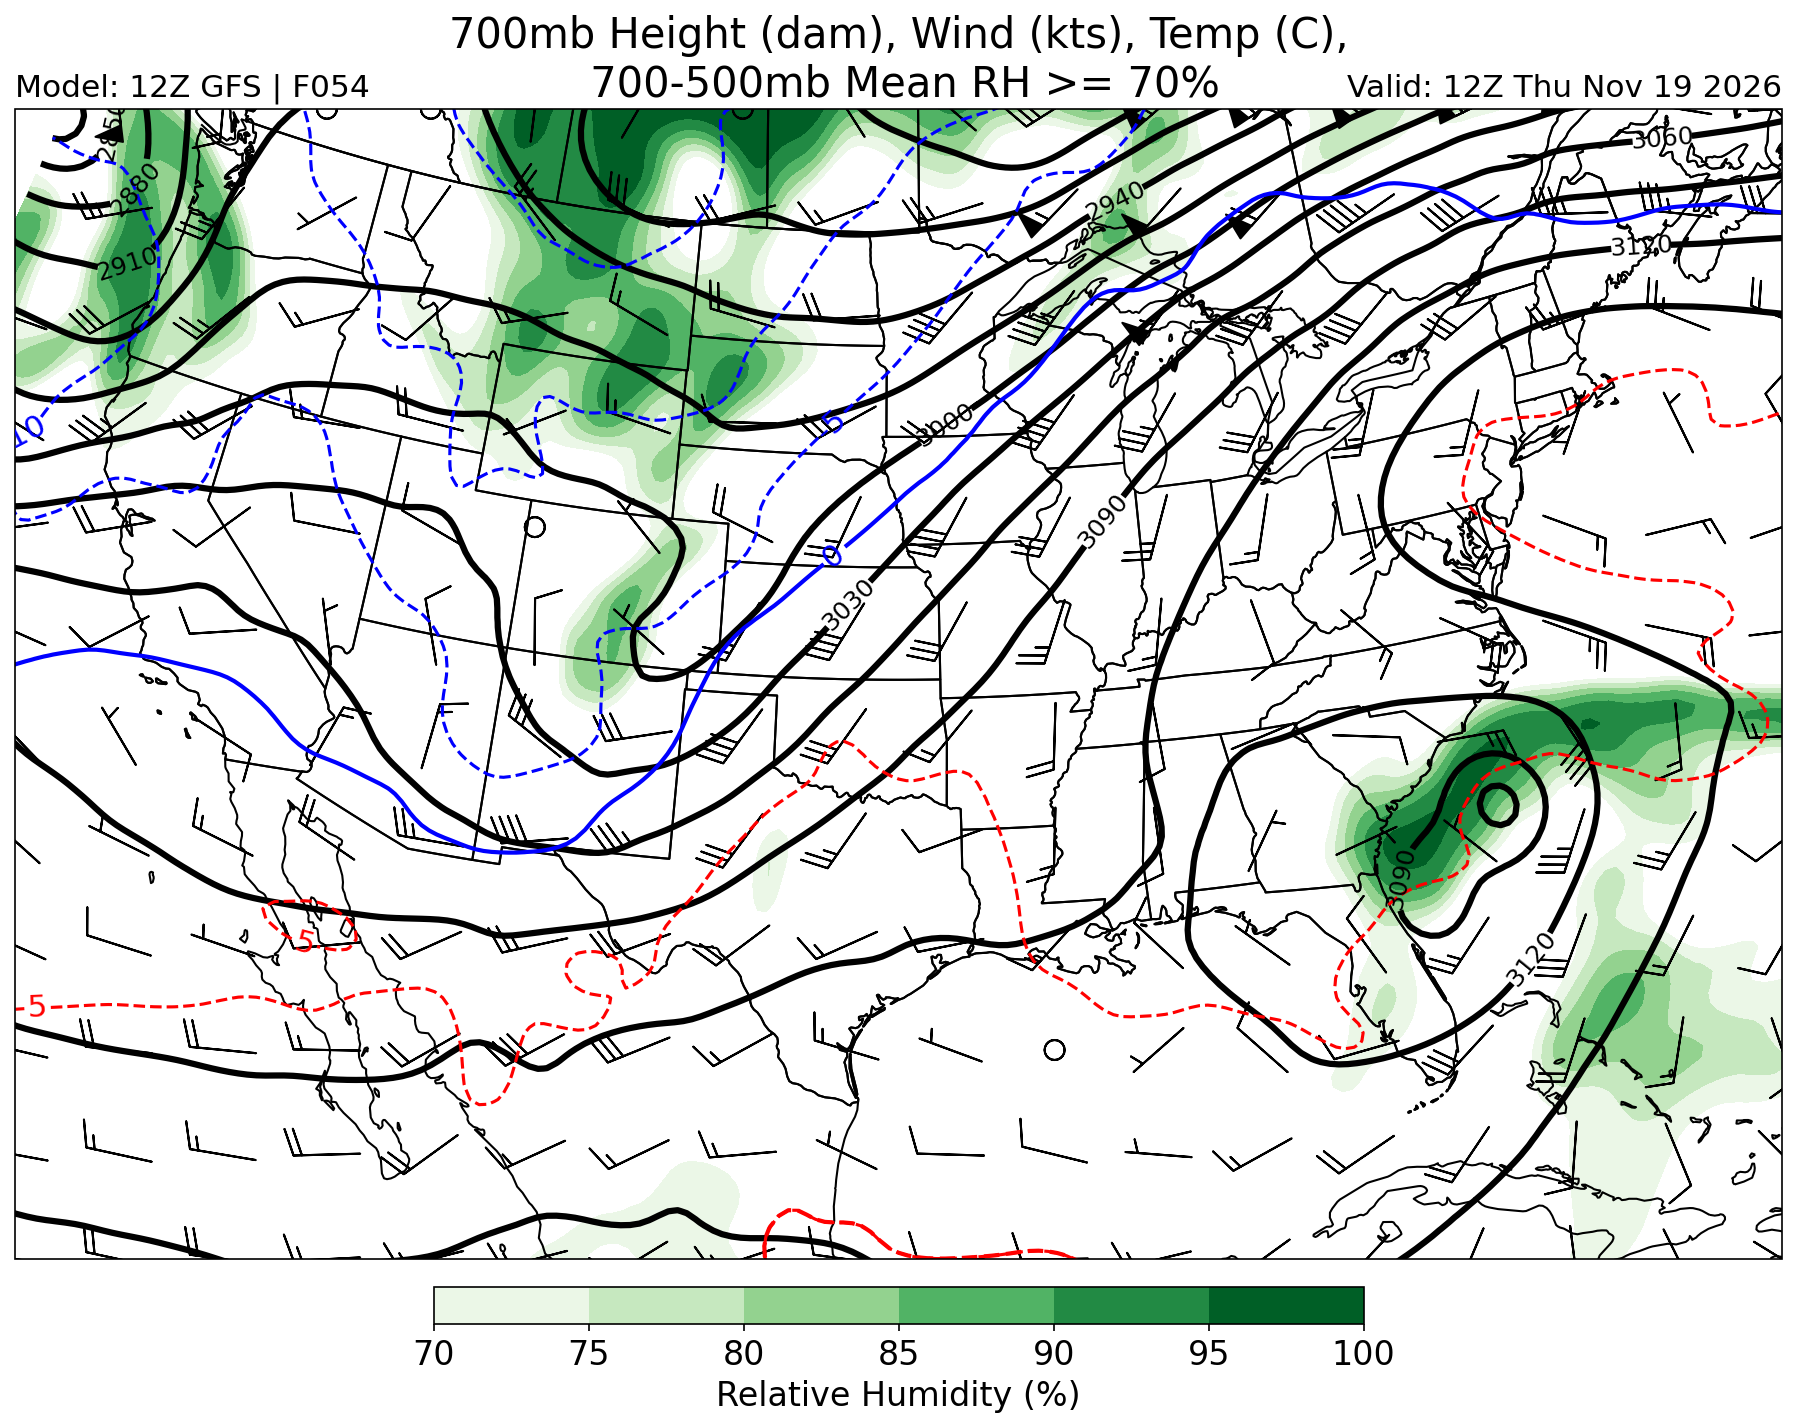 700mb Height (dam), Wind (kts), Temp (C),
700-500mb Mean RH >= 70%
Model: 12Z GFS | F054
Valid: 12Z Thu Nov 19 2026
2880
2910
2940
3060
3120
10
5
3000
0
3090
3030
3090
3120
5
5
70 75 80 85 90 95 100
Relative Humidity (%)